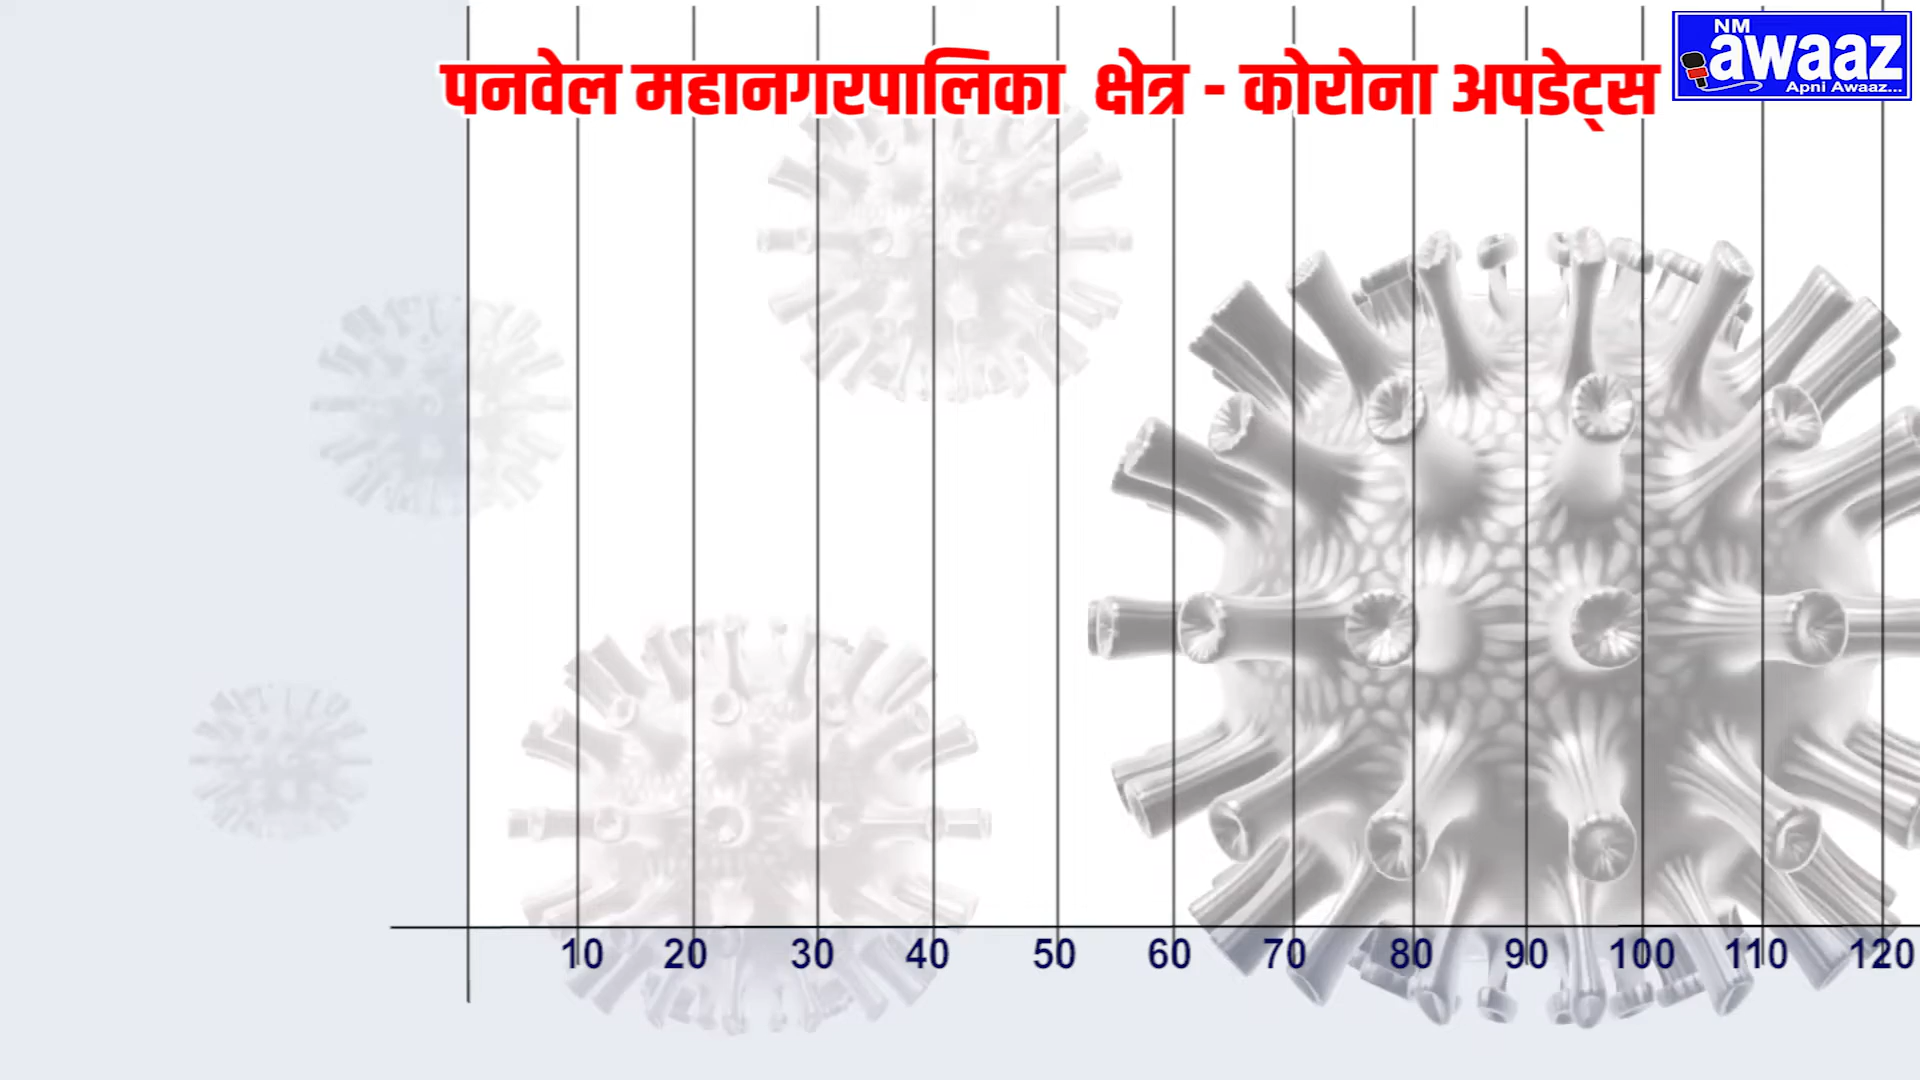 पनवेल महानगरपालिका क्षेत्र - कोरोना अपडेट्स
NM
awaaz
Apni Awaaz...
10 20 30 40 50 60 70 80 90 100 110 120